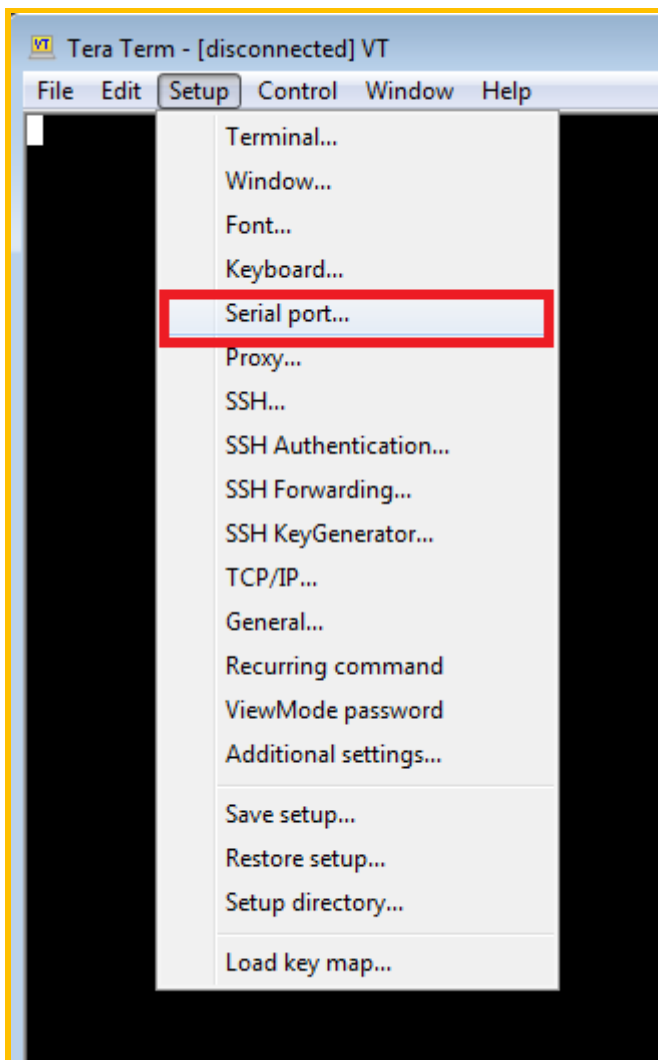 VT Tera Term - [disconnected] VT
File Edit Setup Control Window Help
Terminal...
Window...
Font...
Keyboard...
Serial port...
Proxy...
SSH...
SSH Authentication...
SSH Forwarding...
SSH KeyGenerator...
TCP/IP...
General...
Recurring command
ViewMode password
Additional settings...
Save setup...
Restore setup...
Setup directory...
Load key map...